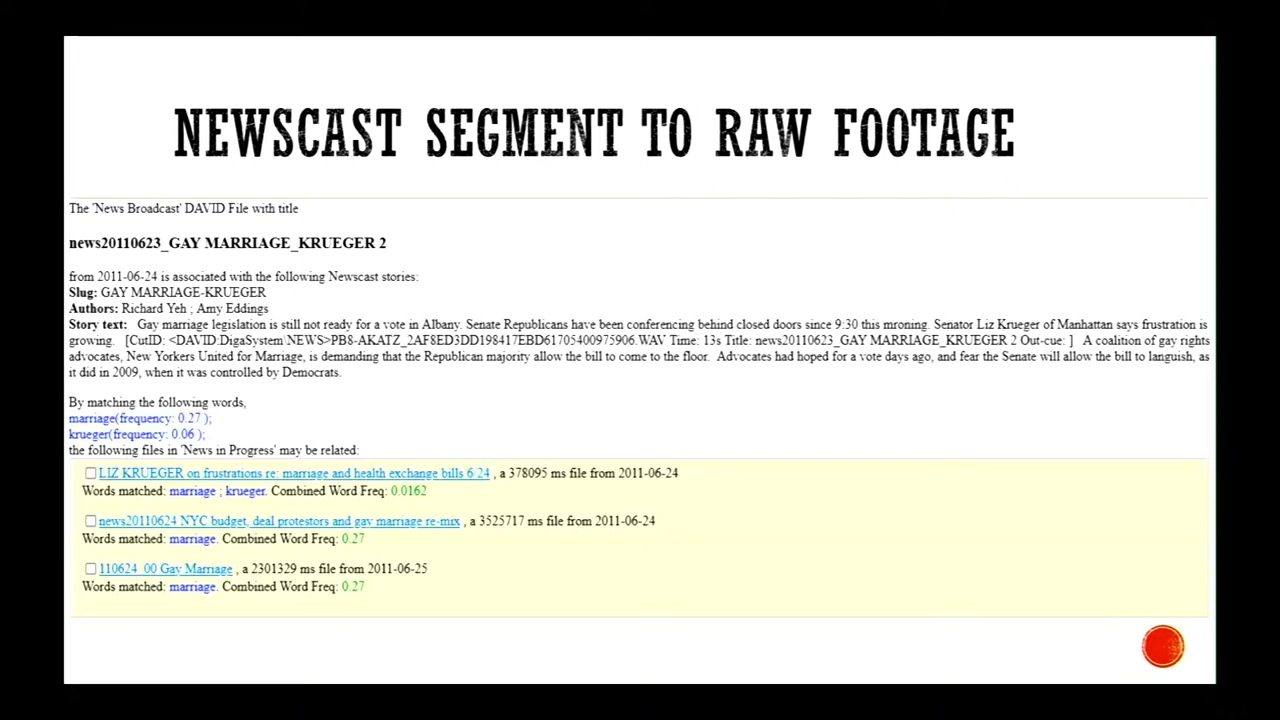 NEWSCAST SEGMENT TO RAW FOOTAGE
The 'News Broadcast' DAVID File with title
news20110623_GAY MARRIAGE_KRUEGER 2
from 2011-06-24 is associated with the following Newscast stories:
Slug: GAY MARRIAGE-KRUEGER
Authors: Richard Yeh ; Amy Eddings
Story text: Gay marriage legislation is still not ready for a vote in Albany. Senate Republicans have been conferencing behind closed doors since 9:30 this mroning. Senator Liz Krueger of Manhattan says frustration is
growing. [CutID: <DAVID:DigaSystem\NEWS>PB8-AKATZ_2AF8ED3DD198417EBD61705400975906.WAV Time: 13s Title: news20110623_GAY MARRIAGE_KRUEGER 2 Out-cue: ] A coalition of gay rights
advocates, New Yorkers United for Marriage, is demanding that the Republican majority allow the bill to come to the floor. Advocates had hoped for a vote days ago, and fear the Senate will allow the bill to languish, as
it did in 2009, when it was controlled by Democrats.
By matching the following words,
marriage(frequency: 0.27 );
krueger(frequency: 0.06 );
the following files in 'News in Progress' may be related:
LIZ KRUEGER on frustrations re: marriage and health exchange bills 6/24 , a 378095 ms file from 2011-06-24
Words matched: marriage ; krueger. Combined Word Freq: 0.0162
news20110624 NYC budget, deal protestors and gay marriage re-mix , a 3525717 ms file from 2011-06-24
Words matched: marriage. Combined Word Freq: 0.27
110624_00 Gay Marriage , a 2301329 ms file from 2011-06-25
Words matched: marriage. Combined Word Freq: 0.27